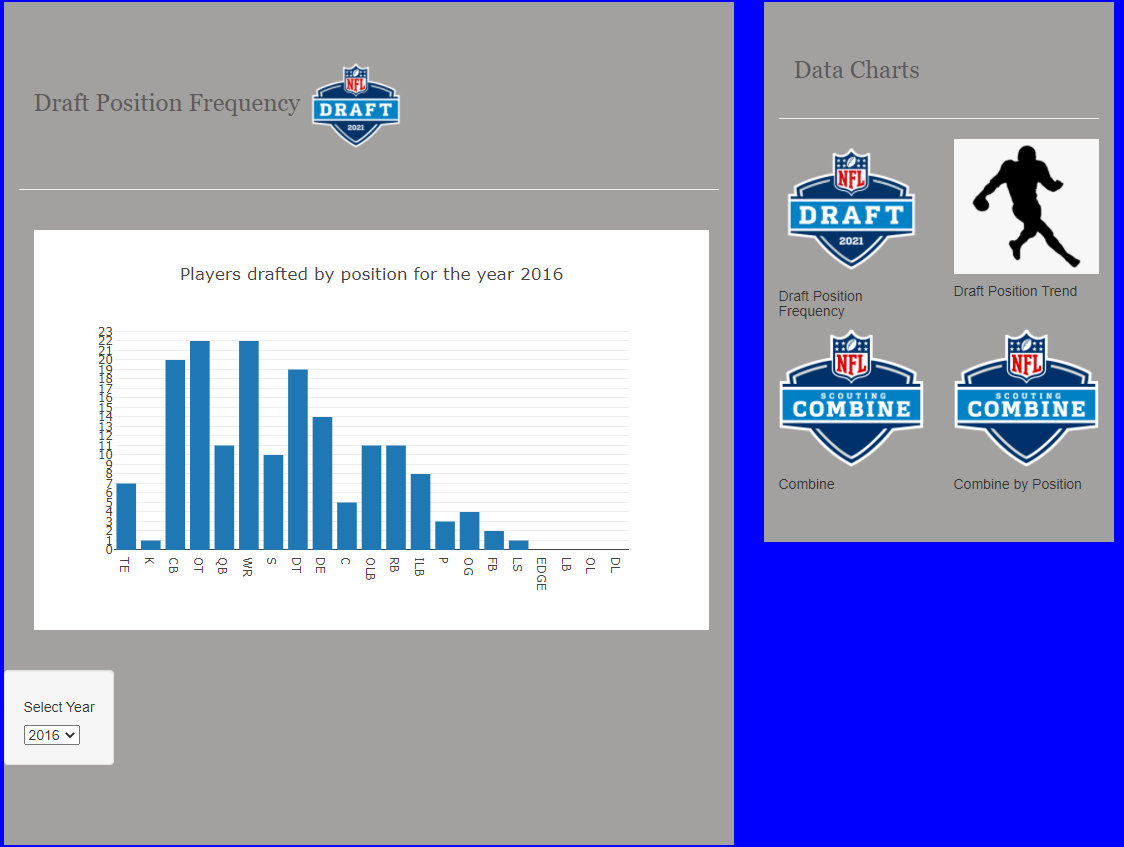 Draft Position Frequency
NFL
DRAFT
2021
Players drafted by position for the year 2016
23
22
21
20
19
18
17
16
15
14
13
12
11
10
9
8
7
6
5
4
3
2
1
0
TE
K
CB
OT
QB
WR
S
DT
DE
C
OLB
RB
ILB
P
OG
FB
LS
EDGE
LB
OL
DL
Select Year
2016
Data Charts
NFL
DRAFT
2021
Draft Position
Frequency
Draft Position Trend
NFL
SCOUTING
COMBINE
Combine
NFL
SCOUTING
COMBINE
Combine by Position